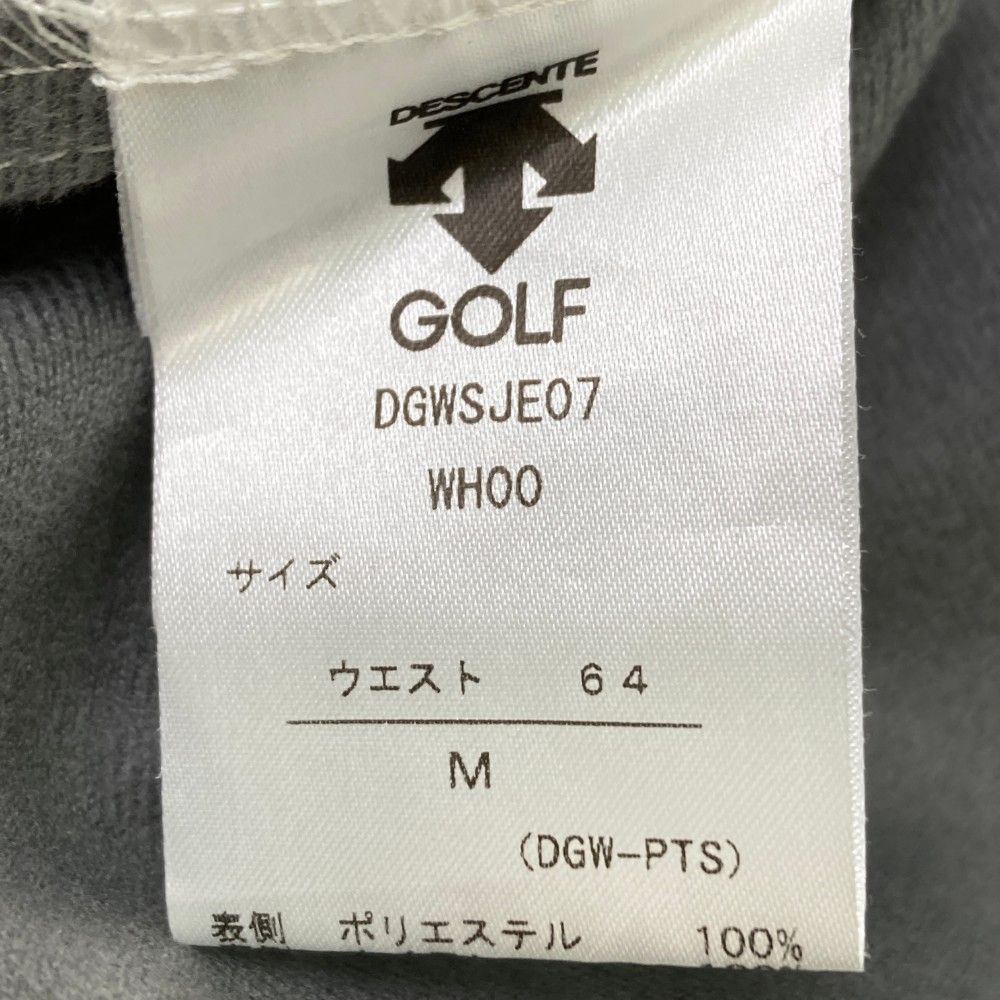 DESCENTE
GOLF
DGWSJE07
WH00
サイズ
ウエスト 64
M
(DGW-PTS)
表側 ポリエステル 100%